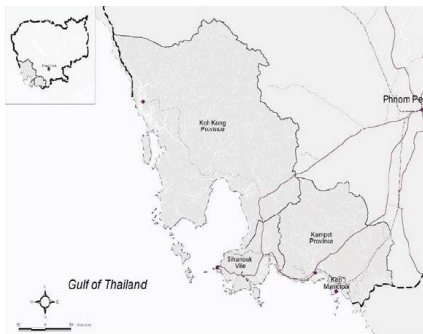 Phnom Pe
Koh Kong
Province
Kampot
Province
Sihanouk
Ville
Kep
Municipal
Gulf of Thailand